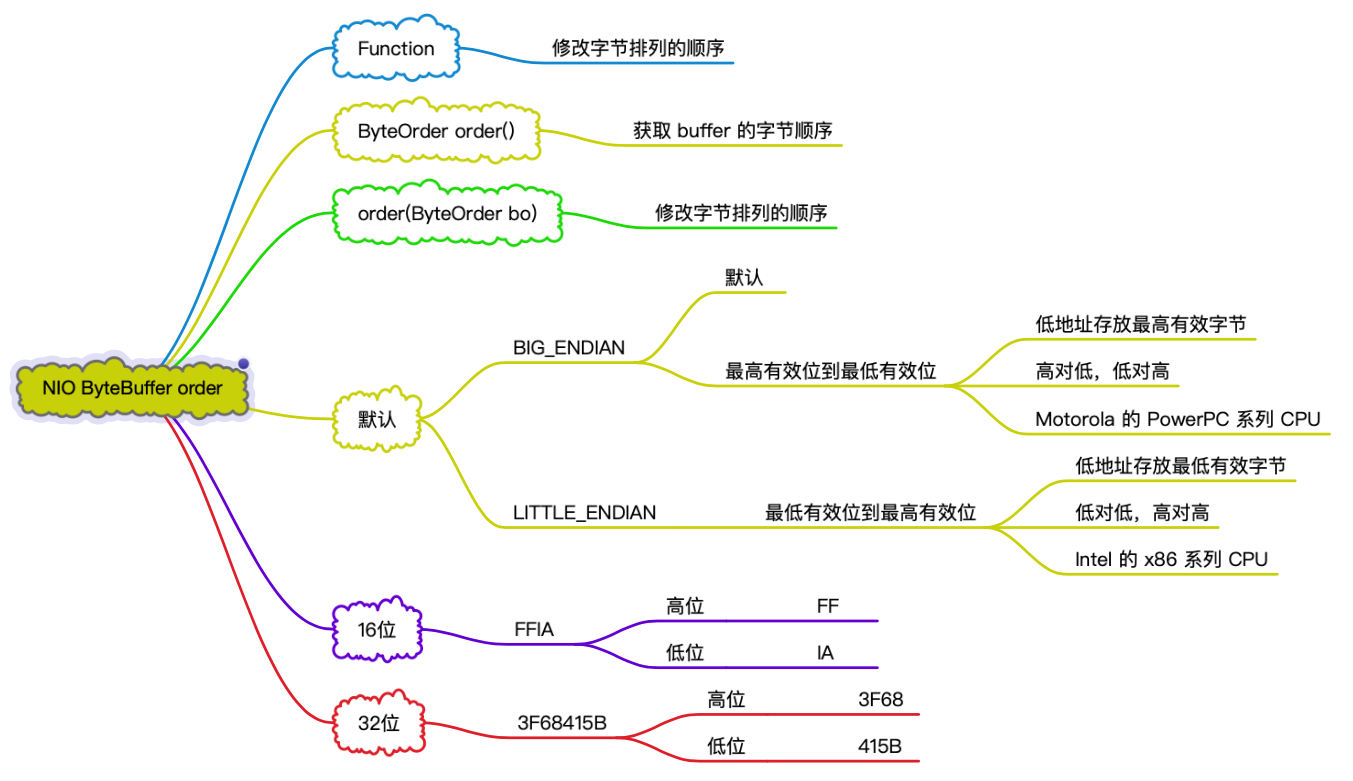 NIO ByteBuffer order
Function
修改字节排列的顺序
ByteOrder order()
获取 buffer 的字节顺序
order(ByteOrder bo)
修改字节排列的顺序
默认
BIG_ENDIAN
默认
最高有效位到最低有效位
低地址存放最高有效字节
高对低，低对高
Motorola 的 PowerPC 系列 CPU
LITTLE_ENDIAN
最低有效位到最高有效位
低地址存放最低有效字节
低对低，高对高
Intel 的 x86 系列 CPU
16位
FFIA
高位
FF
低位
IA
32位
3F68415B
高位
3F68
低位
415B